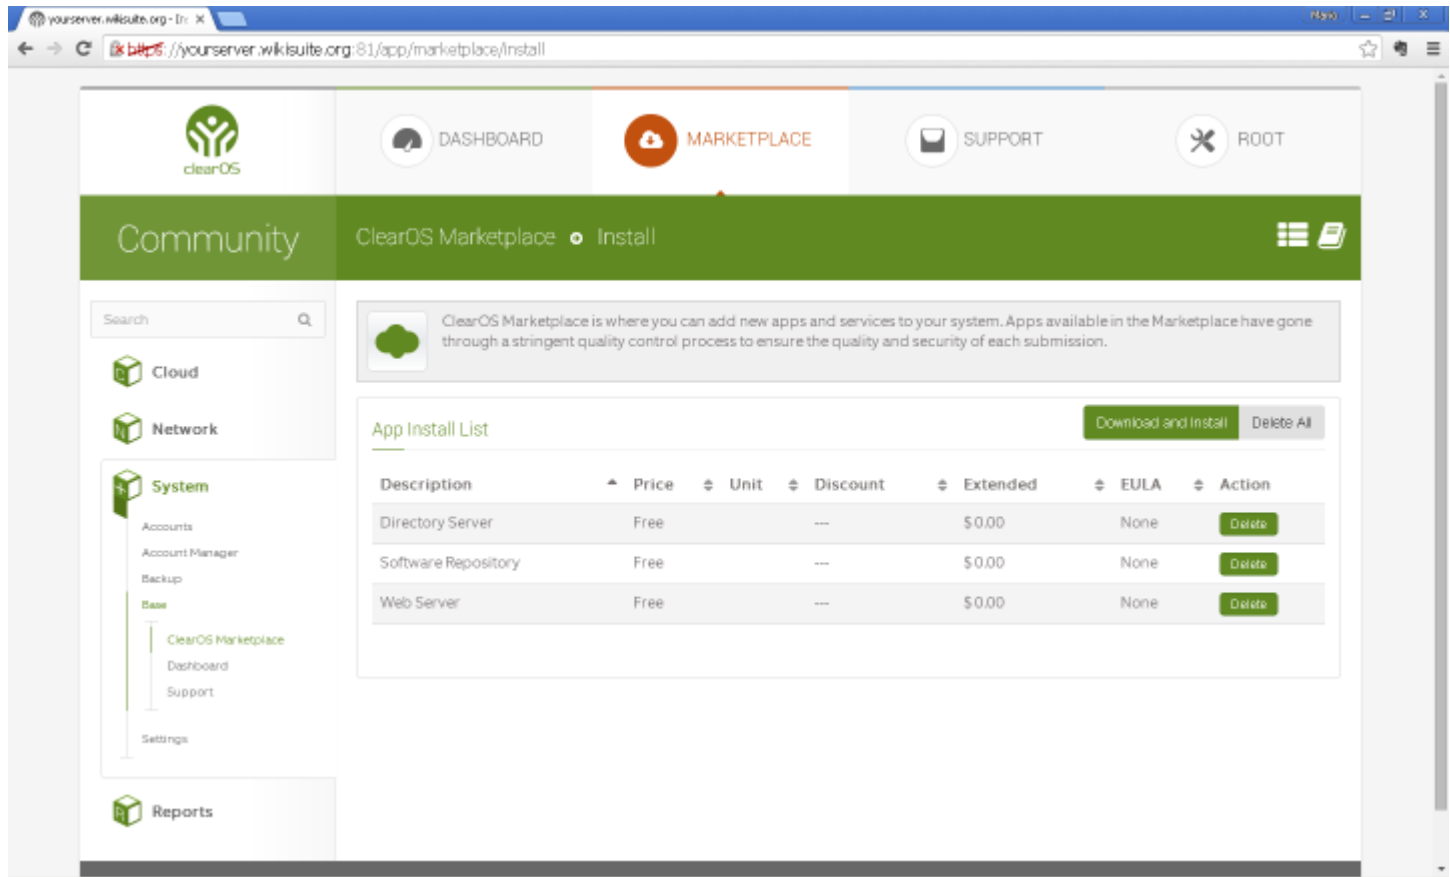 yourserver.wikisuite.org - In
https://yourserver.wikisuite.org:81/app/marketplace/install
clearOS
DASHBOARD
MARKETPLACE
SUPPORT
ROOT
Community
ClearOS Marketplace Install
Search
ClearOS Marketplace is where you can add new apps and services to your system. Apps available in the Marketplace have gone
through a stringent quality control process to ensure the quality and security of each submission.
Cloud
Network
System
Accounts
Account Manager
Backup
Base
ClearOS Marketplace
Dashboard
Support
Settings
Reports
App Install List
Download and Install
Delete All
Description Price Unit Discount Extended EULA Action
Directory Server Free --- $0.00 None Delete
Software Repository Free --- $0.00 None Delete
Web Server Free --- $0.00 None Delete